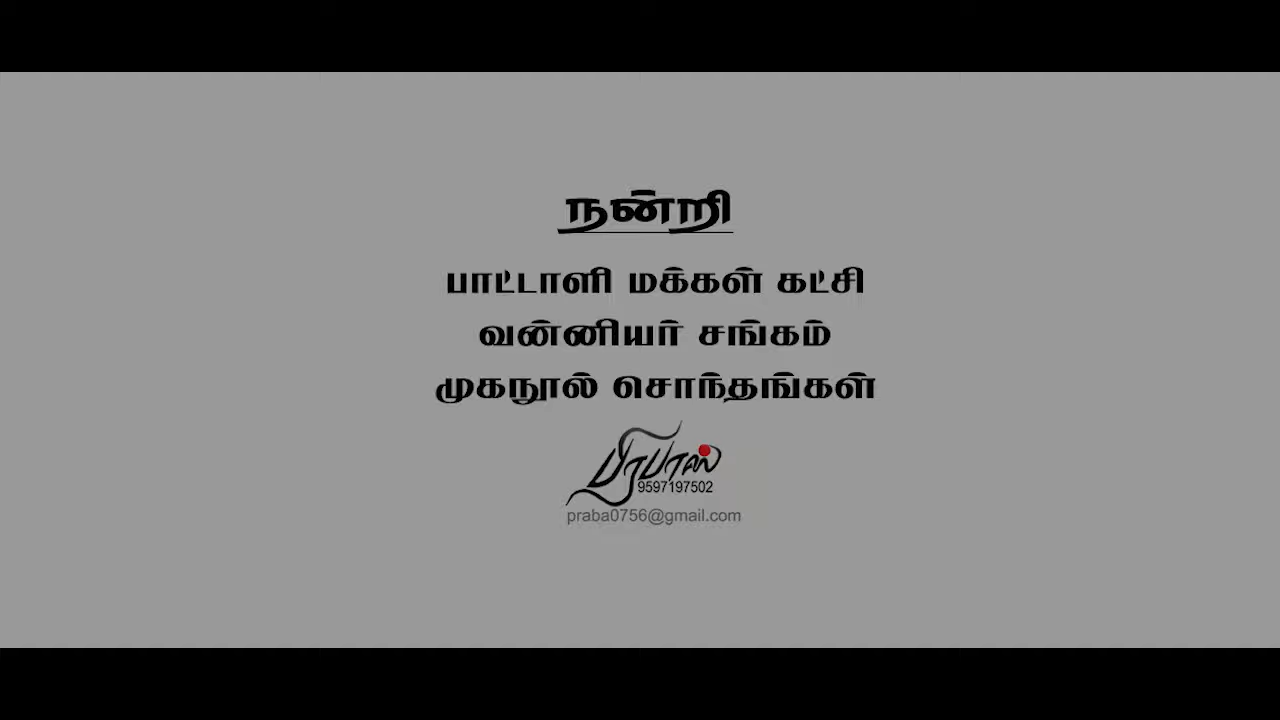 நன்றி
பாட்டாளி மக்கள் கட்சி
வன்னியர் சங்கம்
முகநூல் சொந்தங்கள்
பிரபாஸ்
9597197502
praba0756@gmail.com